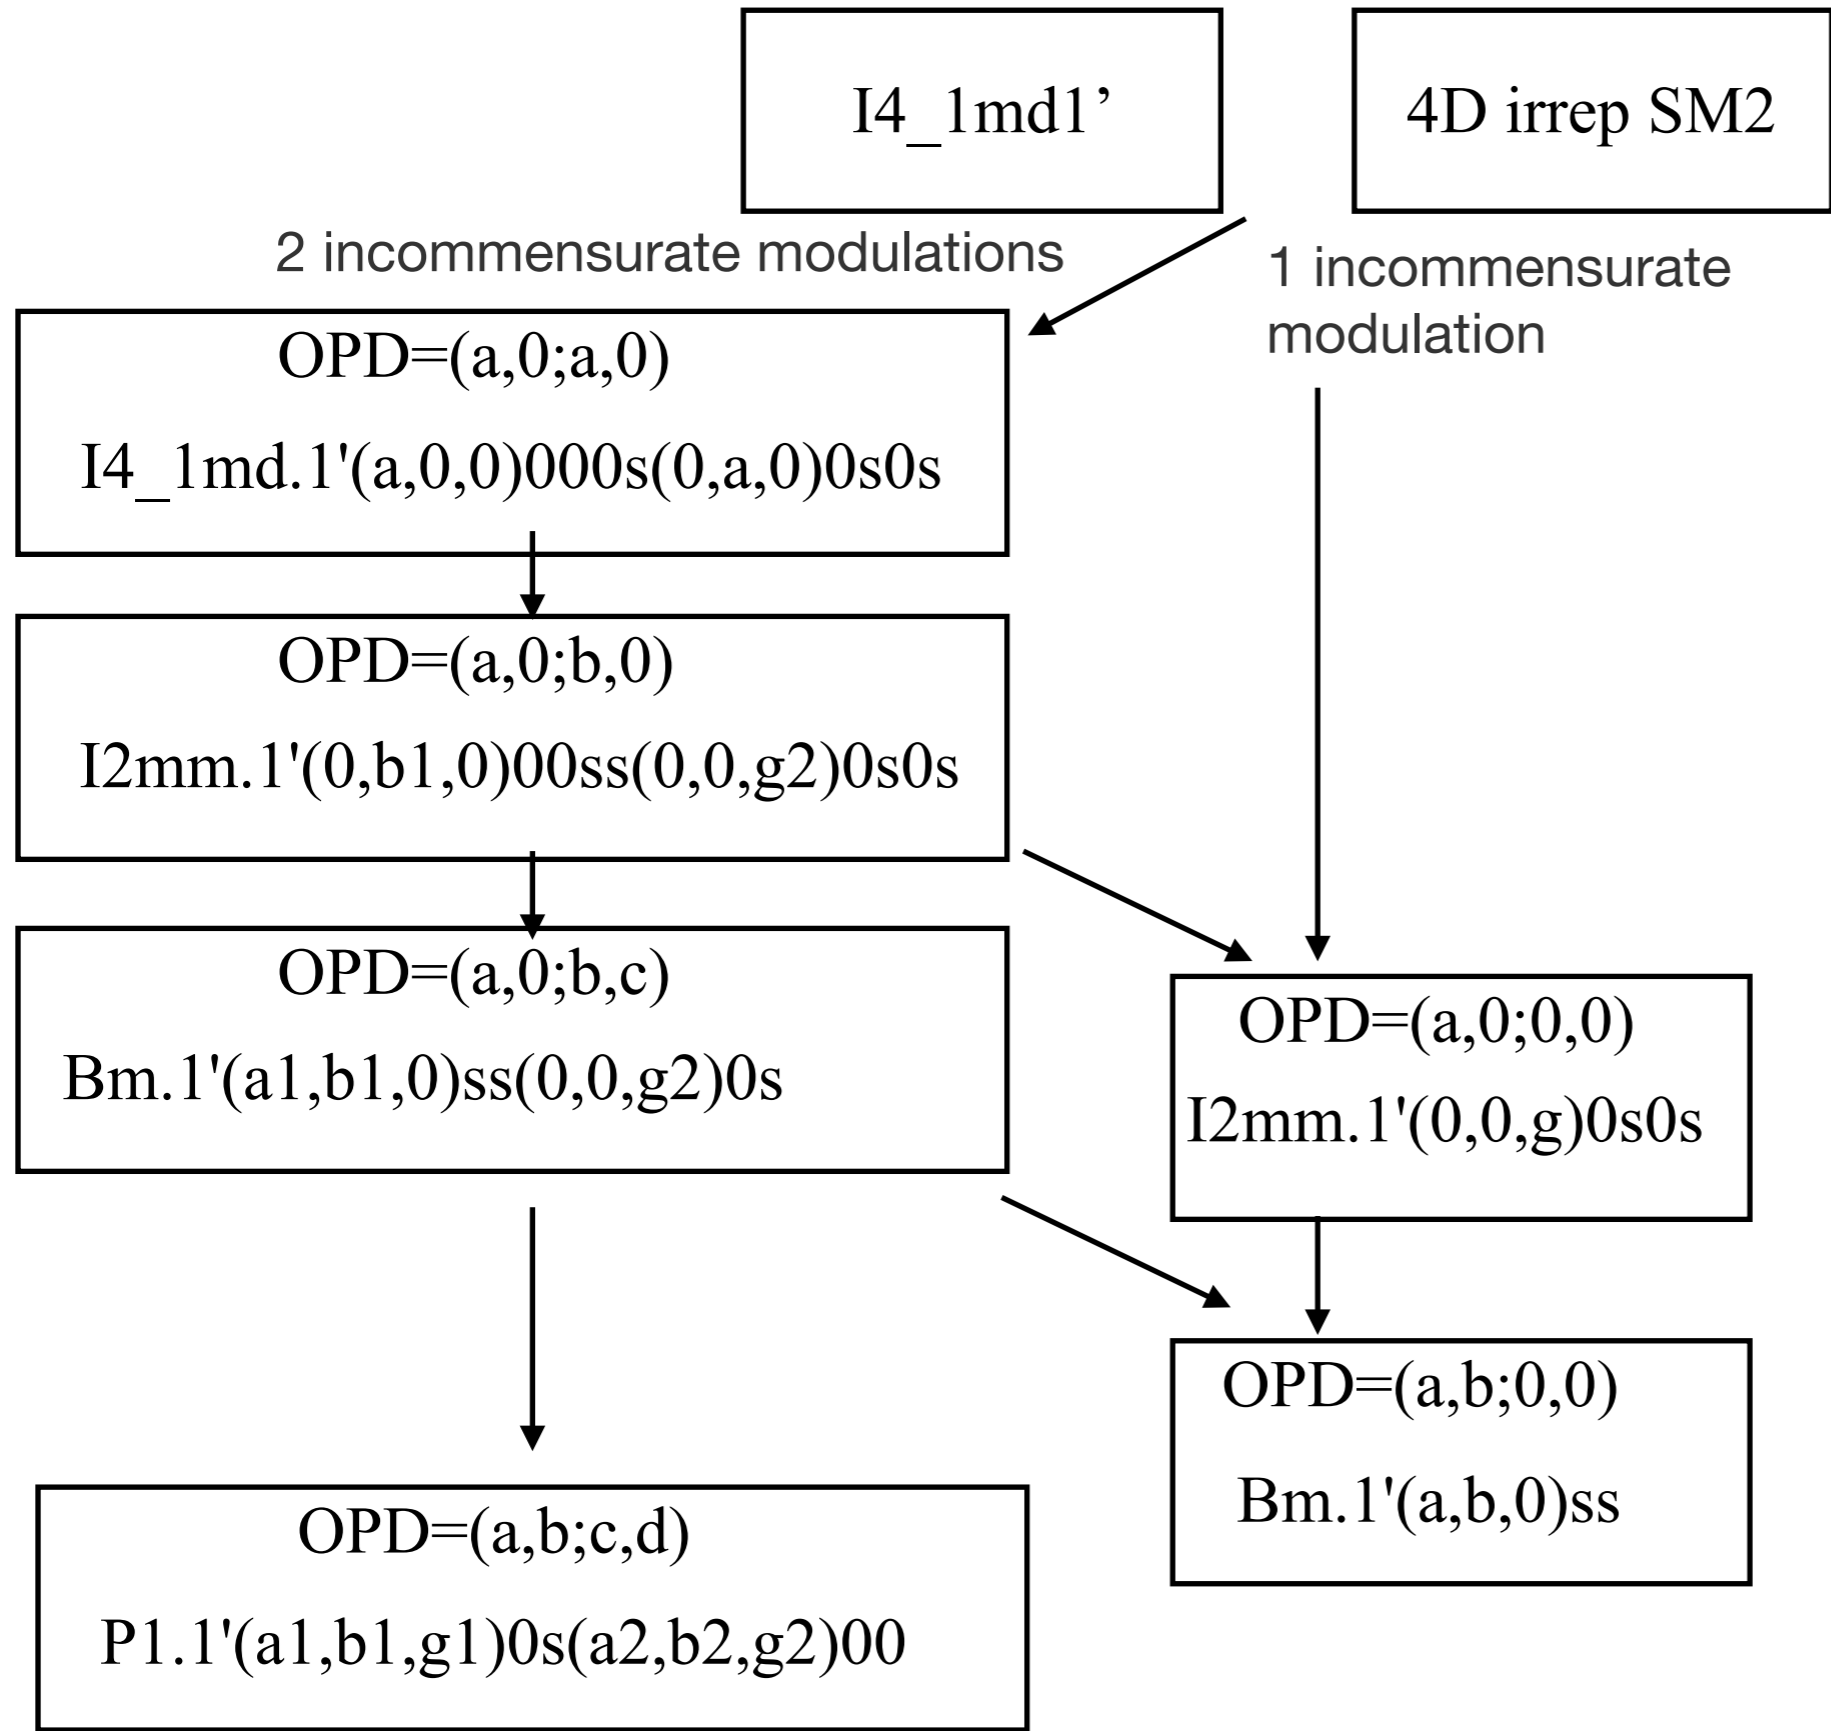 I4_1md1’
4D irrep SM2
2 incommensurate modulations
1 incommensurate
modulation
OPD=(a,0;a,0)
I4_1md.1'(a,0,0)000s(0,a,0)0s0s
OPD=(a,0;b,0)
I2mm.1'(0,b1,0)00ss(0,0,g2)0s0s
OPD=(a,0;b,c)
Bm.1'(a1,b1,0)ss(0,0,g2)0s
OPD=(a,0;0,0)
I2mm.1'(0,0,g)0s0s
OPD=(a,b;0,0)
Bm.1'(a,b,0)ss
OPD=(a,b;c,d)
P1.1'(a1,b1,g1)0s(a2,b2,g2)00